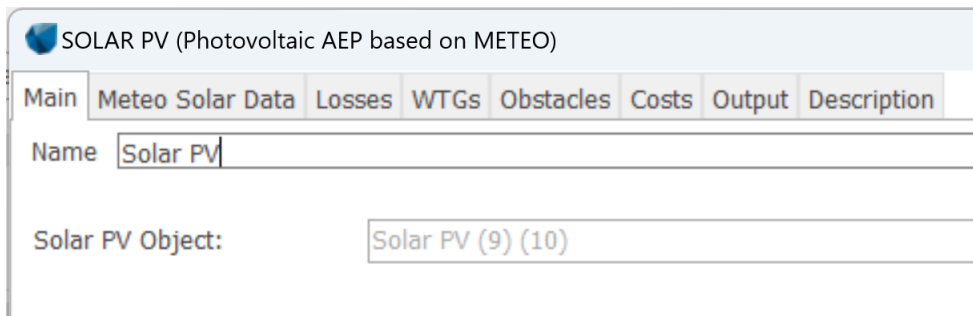 SOLAR PV (Photovoltaic AEP based on METEO)
Main Meteo Solar Data Losses WTGs Obstacles Costs Output Description
Name Solar PV
Solar PV Object: Solar PV (9) (10)